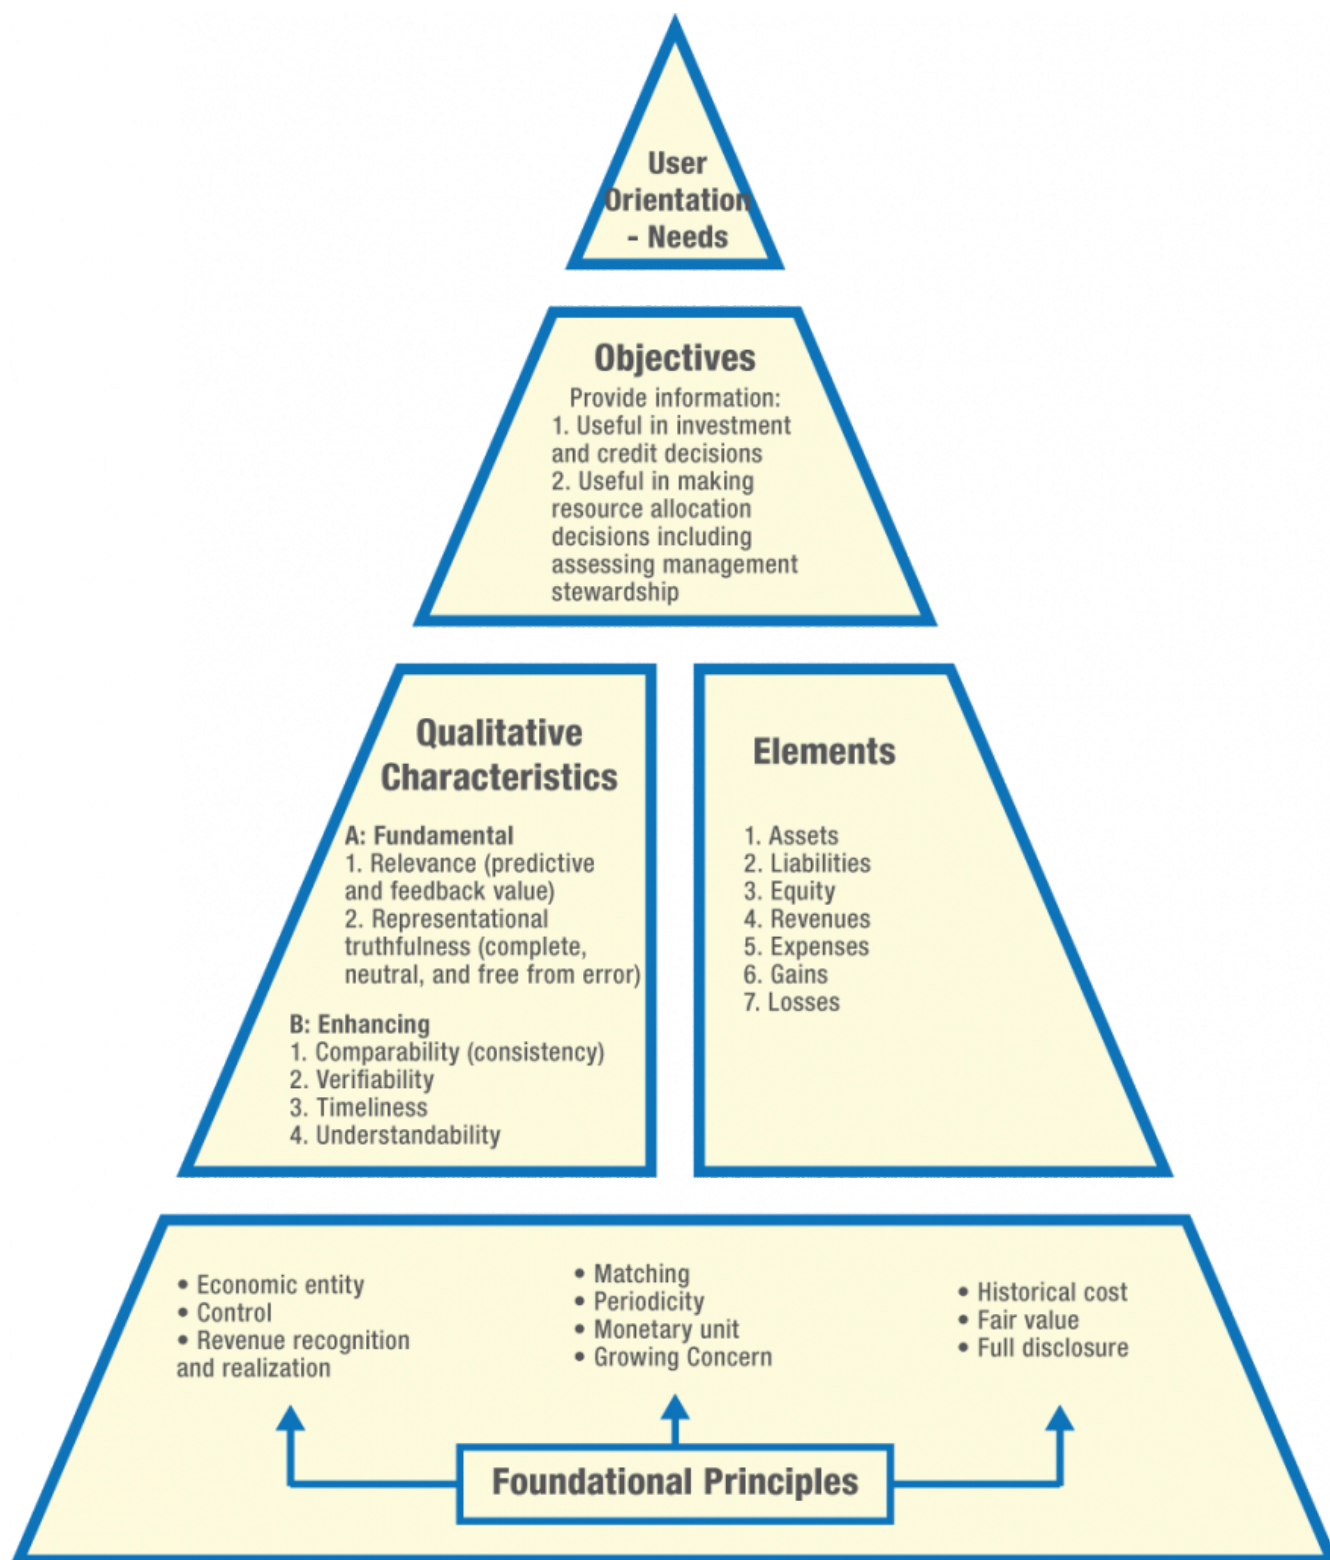 User
Orientation
- Needs
Objectives
Provide information:
1. Useful in investment
and credit decisions
2. Useful in making
resource allocation
decisions including
assessing management
stewardship
Qualitative
Characteristics
A: Fundamental
1. Relevance (predictive
and feedback value)
2. Representational
truthfulness (complete,
neutral, and free from error)
B: Enhancing
1. Comparability (consistency)
2. Verifiability
3. Timeliness
4. Understandability
Elements
1. Assets
2. Liabilities
3. Equity
4. Revenues
5. Expenses
6. Gains
7. Losses
• Economic entity
• Control
• Revenue recognition
and realization
• Matching
• Periodicity
• Monetary unit
• Growing Concern
• Historical cost
• Fair value
• Full disclosure
Foundational Principles